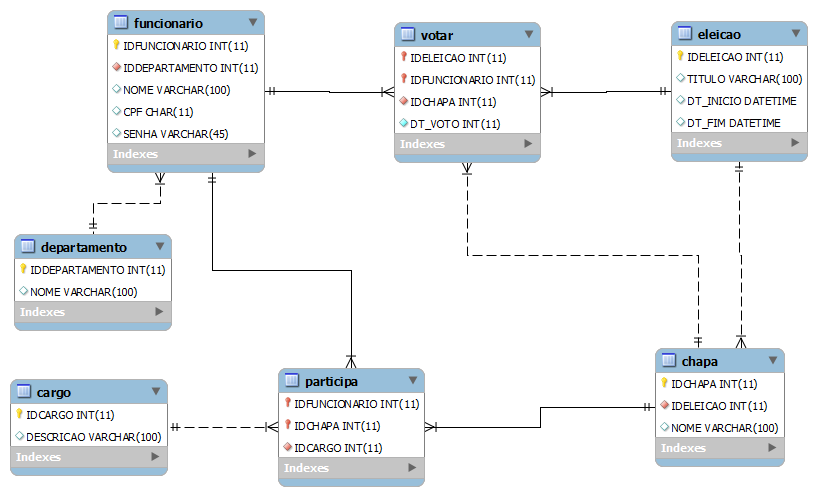 funcionario
IDFUNCIONARIO INT(11)
IDDEPARTAMENTO INT(11)
NOME VARCHAR(100)
CPF CHAR(11)
SENHA VARCHAR(45)
Indexes
votar
IDELEICAO INT(11)
IDFUNCIONARIO INT(11)
IDCHAPA INT(11)
DT_VOTO INT(11)
Indexes
eleicao
IDELEICAO INT(11)
TITULO VARCHAR(100)
DT_INICIO DATETIME
DT_FIM DATETIME
Indexes
departamento
IDDEPARTAMENTO INT(11)
NOME VARCHAR(100)
Indexes
cargo
IDCARGO INT(11)
DESCRICAO VARCHAR(100)
Indexes
participa
IDFUNCIONARIO INT(11)
IDCHAPA INT(11)
IDCARGO INT(11)
Indexes
chapa
IDCHAPA INT(11)
IDELEICAO INT(11)
NOME VARCHAR(100)
Indexes